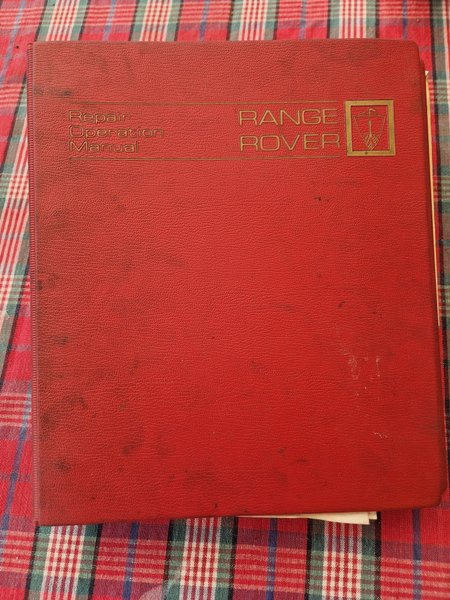 Repair
Operation
Manual
RANGE
ROVER